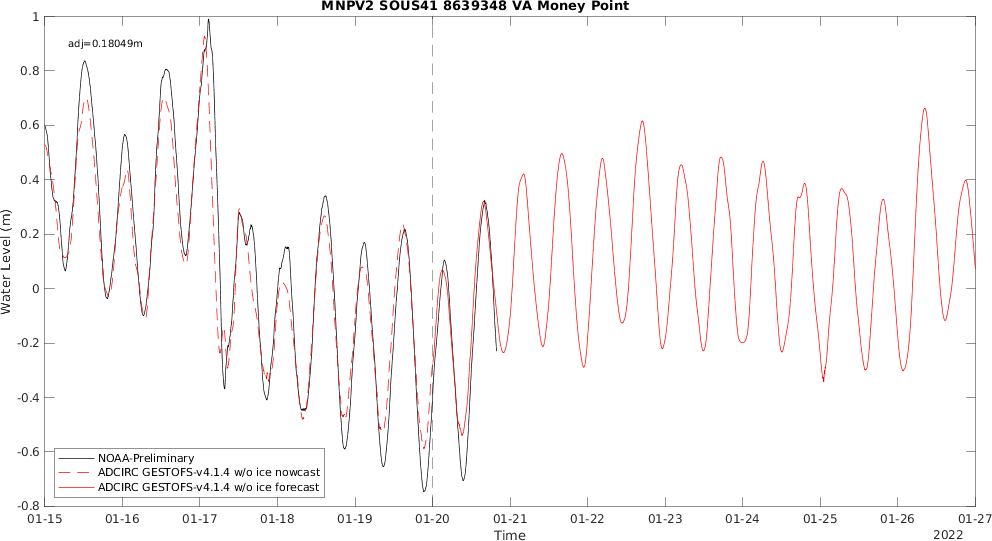 MNPV2 SOUS41 8639348 VA Money Point
adj=0.18049m
Water Level (m)
1
0.8
0.6
0.4
0.2
0
-0.2
-0.4
-0.6
-0.8
NOAA-Preliminary
ADCIRC GESTOFS-v4.1.4 w/o ice nowcast
ADCIRC GESTOFS-v4.1.4 w/o ice forecast
01-15 01-16 01-17 01-18 01-19 01-20 01-21 01-22 01-23 01-24 01-25 01-26 01-27
Time
2022